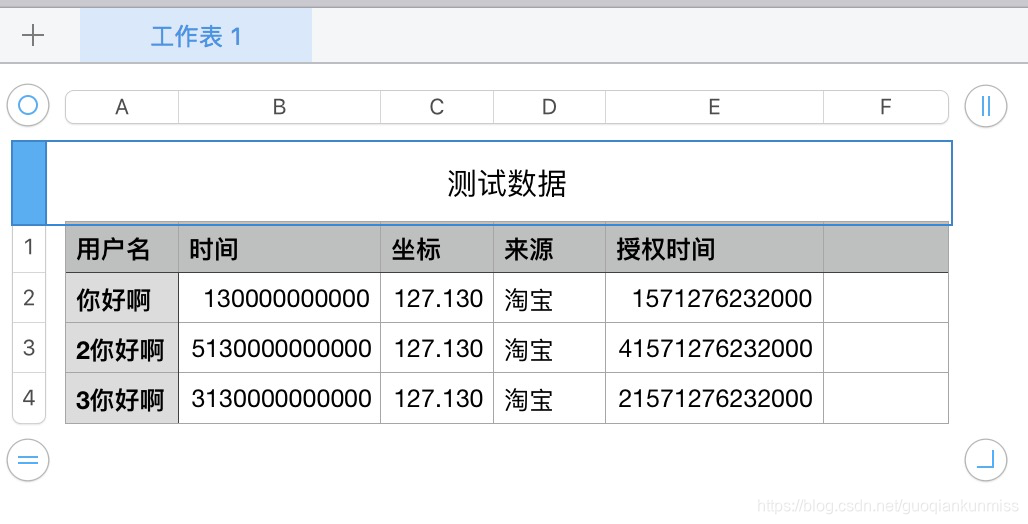 工作表 1
A B C D E F
测试数据
1 用户名 时间 坐标 来源 授权时间
2 你好啊 130000000000 127.130 淘宝 1571276232000
3 2你好啊 5130000000000 127.130 淘宝 41571276232000
4 3你好啊 3130000000000 127.130 淘宝 21571276232000
https://blog.csdn.net/guoqiankunmiss